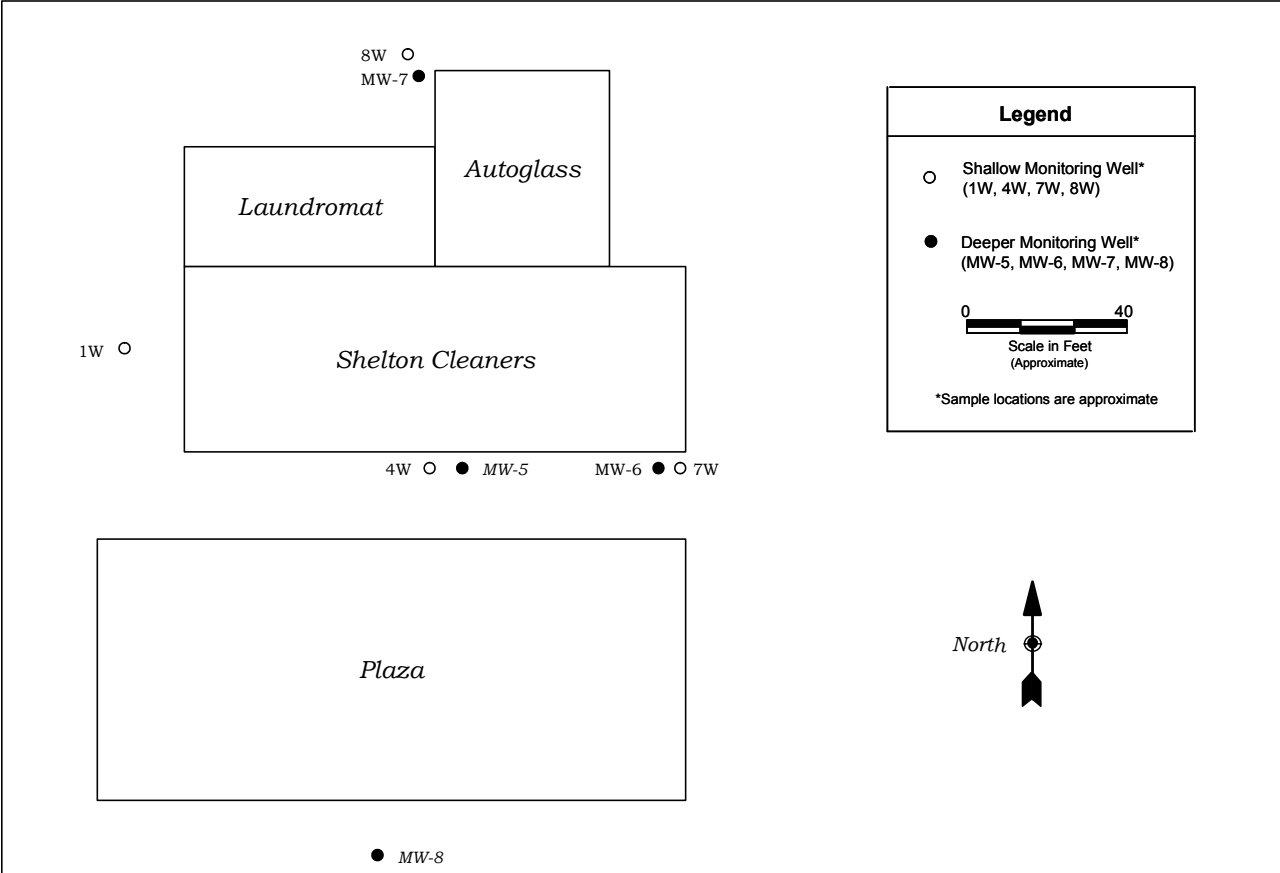 8W
MW-7
Autoglass
Laundromat
1W
Shelton Cleaners
4W
MW-5
MW-6
7W
Plaza
MW-8
Legend
Shallow Monitoring Well*
(1W, 4W, 7W, 8W)
Deeper Monitoring Well*
(MW-5, MW-6, MW-7, MW-8)
0 40
Scale in Feet
(Approximate)
*Sample locations are approximate
North